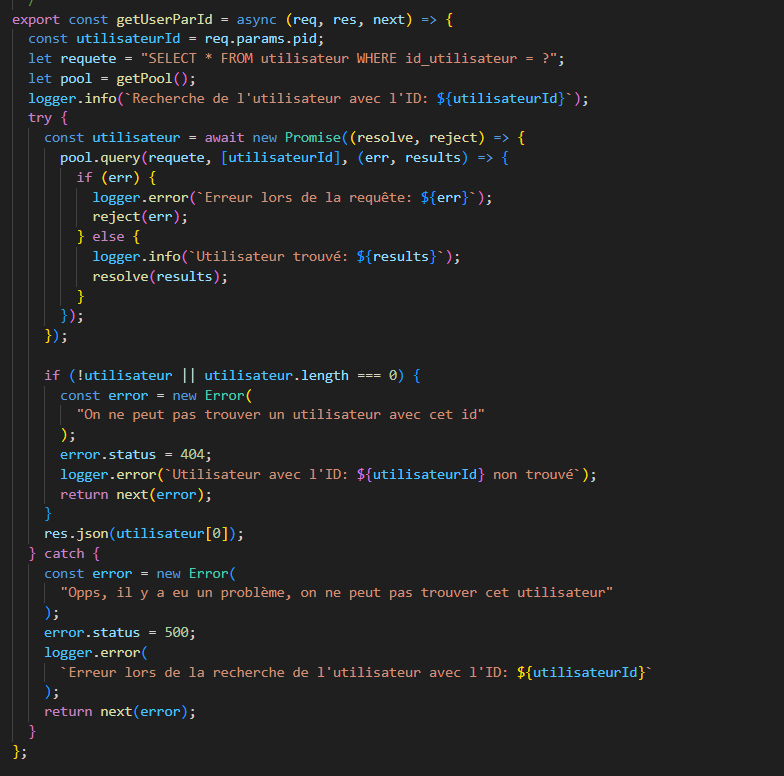 /
export const getUserParId = async (req, res, next) => {
  const utilisateurId = req.params.pid;
  let requete = "SELECT * FROM utilisateur WHERE id_utilisateur = ?";
  let pool = getPool();
  logger.info(`Recherche de l'utilisateur avec l'ID: ${utilisateurId}`);
  try {
    const utilisateur = await new Promise((resolve, reject) => {
      pool.query(requete, [utilisateurId], (err, results) => {
        if (err) {
          logger.error(`Erreur lors de la requête: ${err}`);
          reject(err);
        } else {
          logger.info(`Utilisateur trouvé: ${results}`);
          resolve(results);
        }
      });
    });

    if (!utilisateur || utilisateur.length === 0) {
      const error = new Error(
        "On ne peut pas trouver un utilisateur avec cet id"
      );
      error.status = 404;
      logger.error(`Utilisateur avec l'ID: ${utilisateurId} non trouvé`);
      return next(error);
    }
    res.json(utilisateur[0]);
  } catch {
    const error = new Error(
      "Opps, il y a eu un problème, on ne peut pas trouver cet utilisateur"
    );
    error.status = 500;
    logger.error(
      `Erreur lors de la recherche de l'utilisateur avec l'ID: ${utilisateurId}`
    );
    return next(error);
  }
};